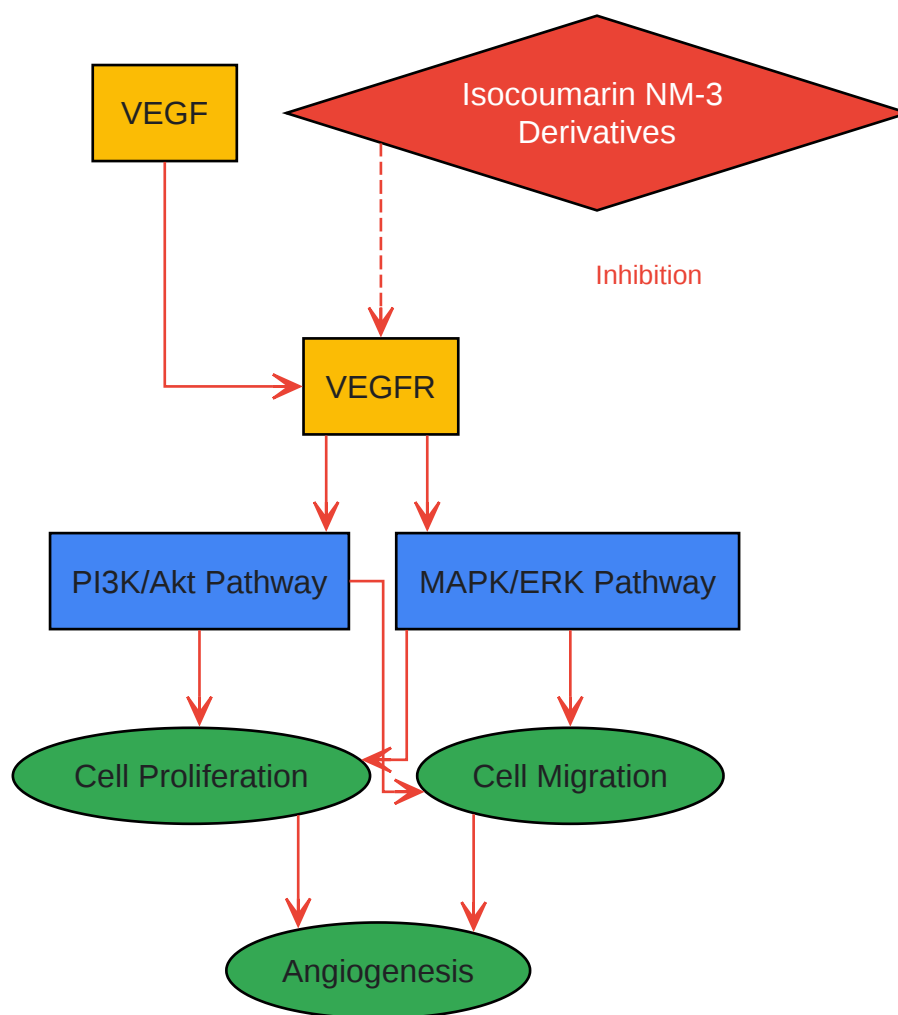 VEGF
Isocoumarin NM-3
Derivatives
Inhibition
VEGFR
PI3K/Akt Pathway
MAPK/ERK Pathway
Cell Proliferation
Cell Migration
Angiogenesis